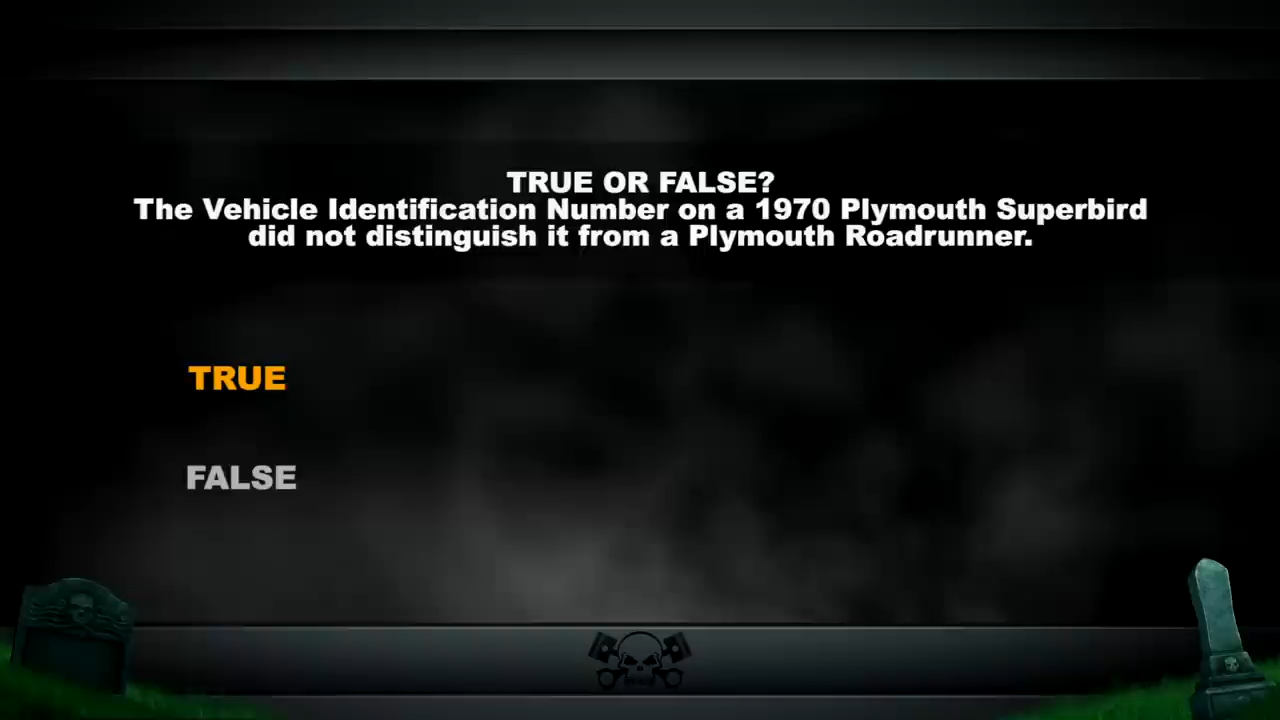 TRUE OR FALSE?
The Vehicle Identification Number on a 1970 Plymouth Superbird
did not distinguish it from a Plymouth Roadrunner.
TRUE
FALSE